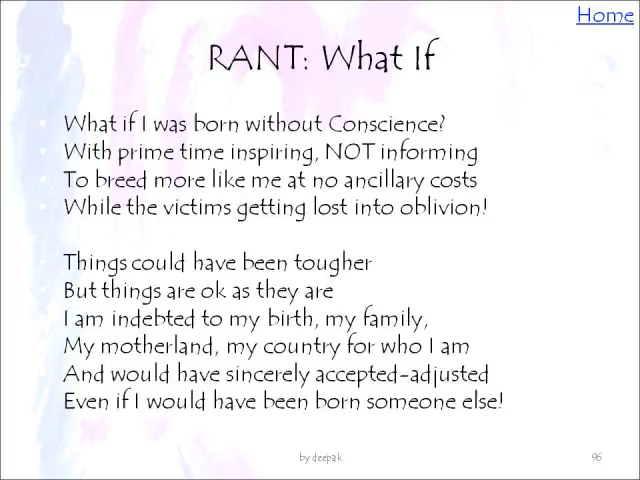 Home
RANT: What If
What if I was born without Conscience?
With prime time inspiring, NOT informing
To breed more like me at no ancillary costs
While the victims getting lost into oblivion!
Things could have been tougher
But things are ok as they are
I am indebted to my birth, my family,
My motherland, my country for who I am
And would have sincerely accepted-adjusted
Even if I would have been born someone else!
by deepak
96